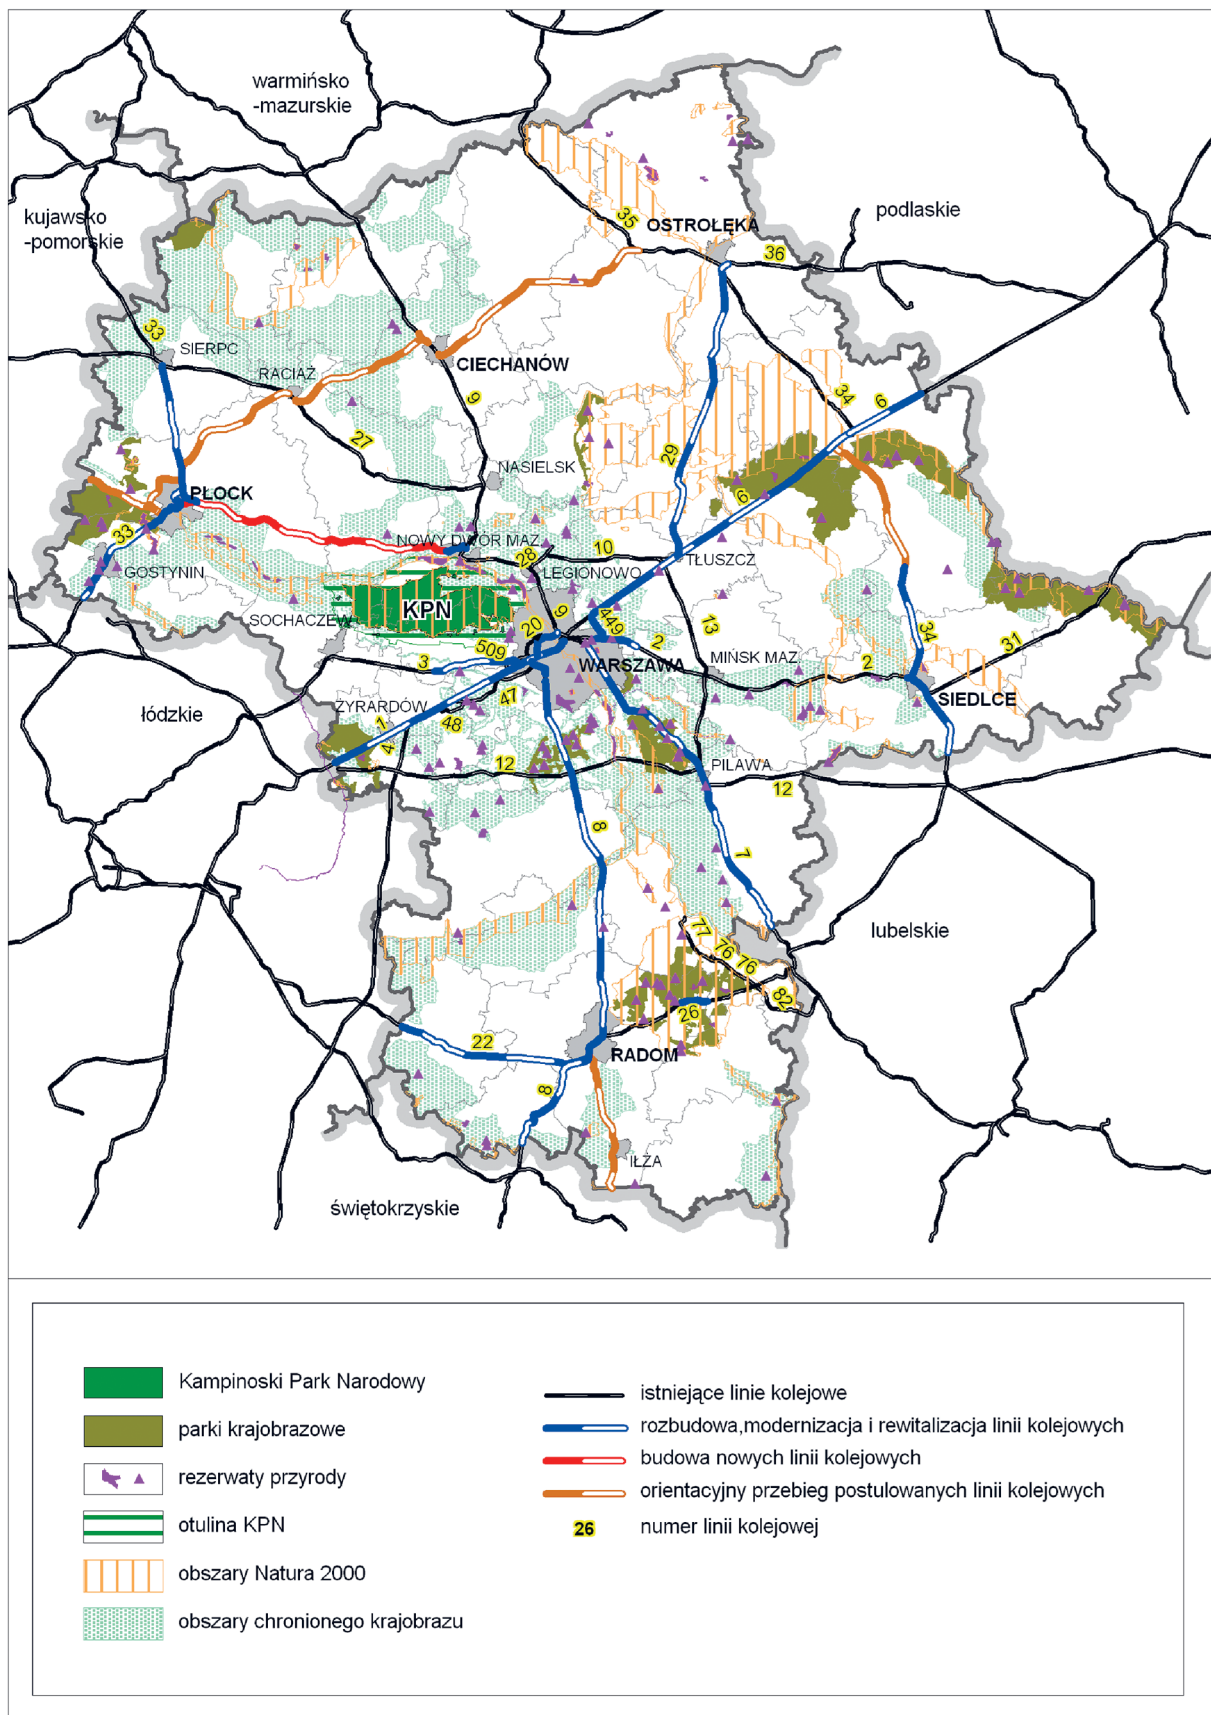 warmińsko
-mazurskie
kujawsko
-pomorskie
podlaskie
35
OSTROŁĘKA
36
33
SIERPC
RACIĄŻ
CIECHANÓW
9
34
6
27
29
NASIELSK
6
PŁOCK
33
NOWY DWÓR MAZ.
28
10
TŁUSZCZ
GOSTYNIN
LEGIONOWO
KPN
SOCHACZEW
20
9
449
2
13
34
31
509
3
WARSZAWA
MIŃSK MAZ.
2
SIEDLCE
47
łódzkie
ŻYRARDÓW
1
48
4
12
PILAWA
12
8
7
77
76
76
lubelskie
82
26
22
RADOM
8
IŁŻA
świętokrzyskie
Kampinoski Park Narodowy
parki krajobrazowe
rezerwaty przyrody
otulina KPN
obszary Natura 2000
obszary chronionego krajobrazu
istniejące linie kolejowe
rozbudowa,modernizacja i rewitalizacja linii kolejowych
budowa nowych linii kolejowych
orientacyjny przebieg postulowanych linii kolejowych
26 numer linii kolejowej